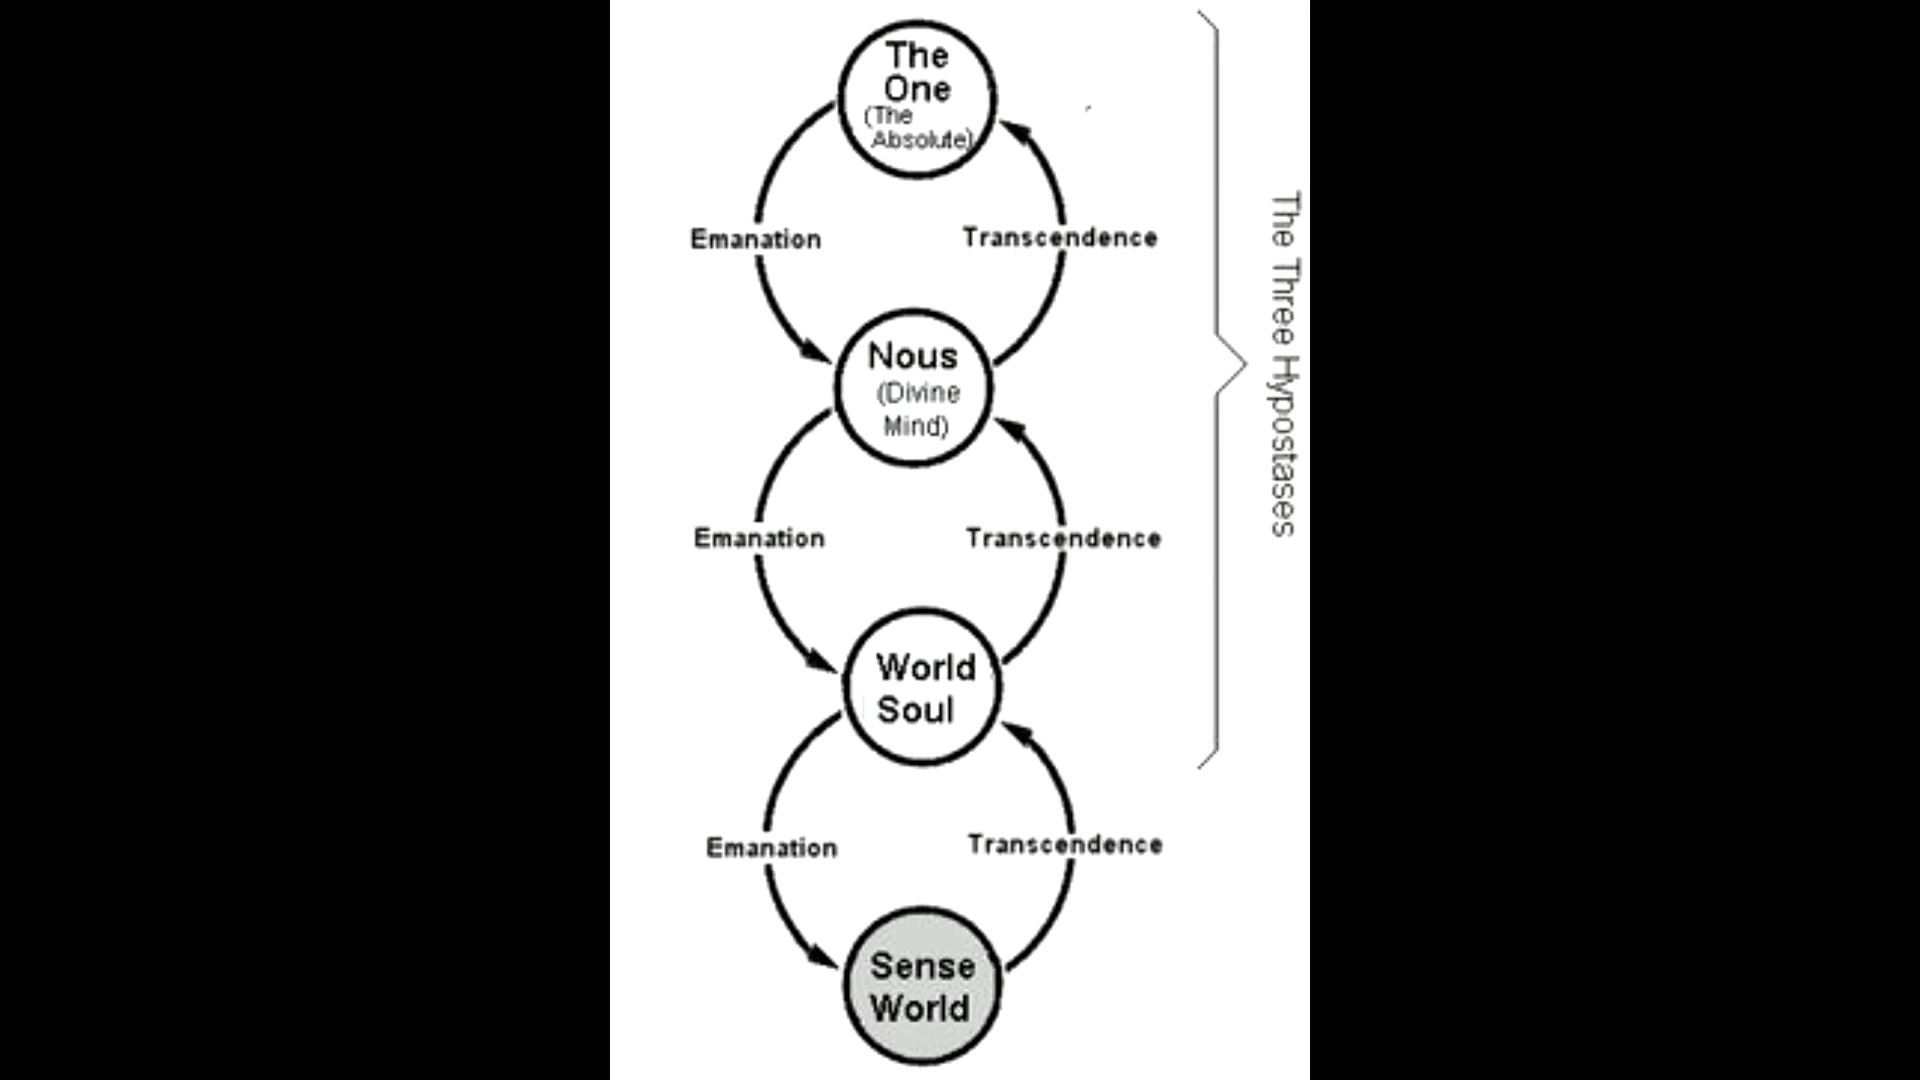 The
One
(The
Absolute)
Emanation
Transcendence
Nous
(Divine
Mind)
Emanation
Transcendence
World
Soul
Emanation
Transcendence
Sense
World
The Three Hypostases